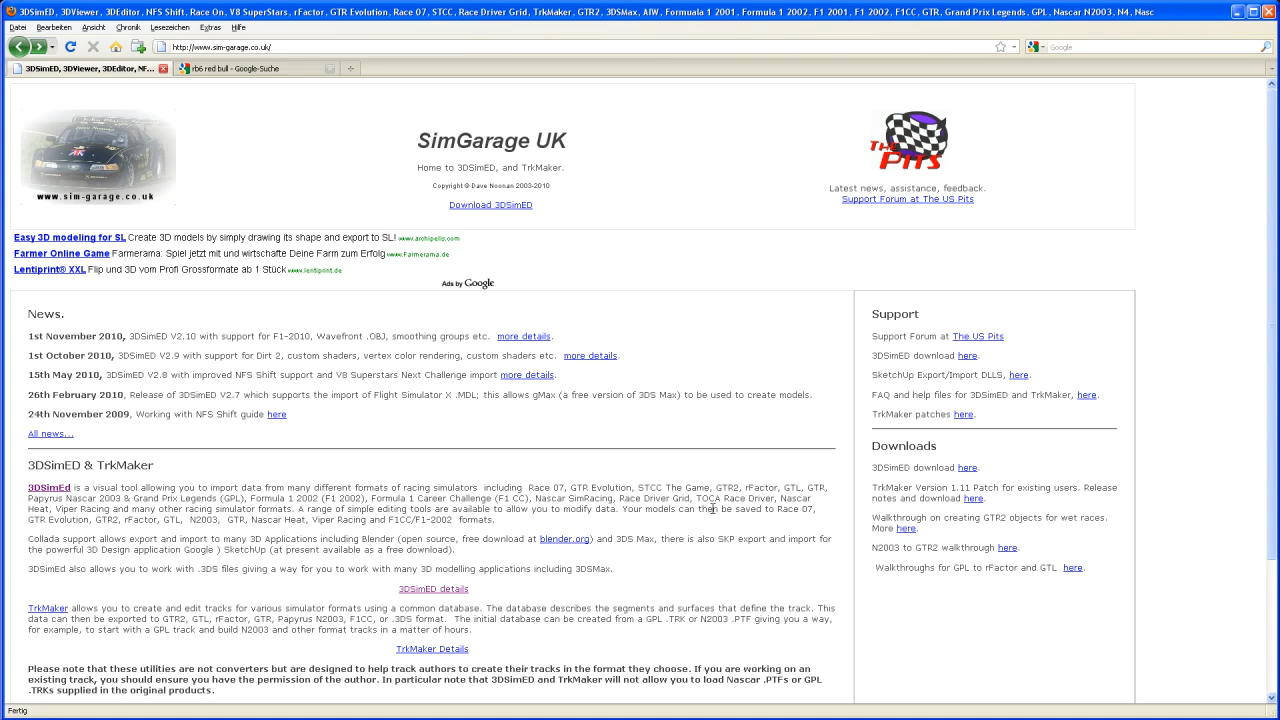 3DSimED, 3DViewer, 3DEditor, NFS Shift, Race On, V8 SuperStars, rFactor, GTR Evolution, Race 07, STCC, Race Driver Grid, TrkMaker, GTR2, 3DSMax, AIW, Formuala 1 2001, Formula 1 2002, F1 2001, F1 2002, F1CC, GTR, Grand Prix Legends, GPL, Nascar N2003, N4, Nasc
Datei Bearbeiten Ansicht Chronik Lesezeichen Extras Hilfe
http://www.sim-garage.co.uk/
Google
3DSimED, 3DViewer, 3DEditor, NF...
rb6 red bull - Google-Suche
www.sim-garage.co.uk
SimGarage UK
Home to 3DSimED, and TrkMaker.
Copyright © Dave Noonan 2003-2010
Download 3DSimED
The Pits
Latest news, assistance, feedback.
Support Forum at The US Pits
Easy 3D modeling for SL Create 3D models by simply drawing its shape and export to SL! www.archipelis.com
Farmer Online Game Farmerama: Spiel jetzt mit und wirtschafte Deine Farm zum Erfolg www.Farmerama.de
Lentiprint® XXL Flip und 3D vom Profi Grossformate ab 1 Stück www.lentiprint.de
Ads by Google
News.
1st November 2010, 3DSimED V2.10 with support for F1-2010, Wavefront .OBJ, smoothing groups etc. more details.
1st October 2010, 3DSimED V2.9 with support for Dirt 2, custom shaders, vertex color rendering, custom shaders etc. more details.
15th May 2010, 3DSimED V2.8 with improved NFS Shift support and V8 Superstars Next Challenge import more details.
26th February 2010, Release of 3DSimED V2.7 which supports the import of Flight Simulator X .MDL; this allows gMax (a free version of 3DS Max) to be used to create models.
24th November 2009, Working with NFS Shift guide here
All news...
3DSimED & TrkMaker
3DSimEd is a visual tool allowing you to import data from many different formats of racing simulators including Race 07, GTR Evolution, STCC The Game, GTR2, rFactor, GTL, GTR,
Papyrus Nascar 2003 & Grand Prix Legends (GPL), Formula 1 2002 (F1 2002), Formula 1 Career Challenge (F1 CC), Nascar SimRacing, Race Driver Grid, TOCA Race Driver, Nascar
Heat, Viper Racing and many other racing simulator formats. A range of simple editing tools are available to allow you to modify data. Your models can then be saved to Race 07,
GTR Evolution, GTR2, rFactor, GTL, N2003, GTR, Nascar Heat, Viper Racing and F1CC/F1-2002 formats.
Collada support allows export and import to many 3D Applications including Blender (open source, free download at blender.org) and 3DS Max, there is also SKP export and import for
the powerful 3D Design application Google ) SketchUp (at present available as a free download).
3DSimEd also allows you to work with .3DS files giving a way for you to work with many 3D modelling applications including 3DSMax.
3DSimED details
TrkMaker allows you to create and edit tracks for various simulator formats using a common database. The database describes the segments and surfaces that define the track. This
data can then be exported to GTR2, GTL, rFactor, GTR, Papyrus N2003, F1CC, or .3DS format. The initial database can be created from a GPL .TRK or N2003 .PTF giving you a way,
for example, to start with a GPL track and build N2003 and other format tracks in a matter of hours.
TrkMaker Details
Please note that these utilities are not converters but are designed to help track authors to create their tracks in the format they choose. If you are working on an
existing track, you should ensure you have the permission of the author. In particular note that 3DSimED and TrkMaker will not allow you to load Nascar .PTFs or GPL
.TRKs supplied in the original products.
Support
Support Forum at The US Pits
3DSimED download here.
SketchUp Export/Import DLLS, here.
FAQ and help files for 3DSimED and TrkMaker, here.
TrkMaker patches here.
Downloads
3DSimED download here.
TrkMaker Version 1.11 Patch for existing users. Release
notes and download here.
Walkthrough on creating GTR2 objects for wet races.
More here.
N2003 to GTR2 walkthrough here.
Walkthroughs for GPL to rFactor and GTL here.
Fertig